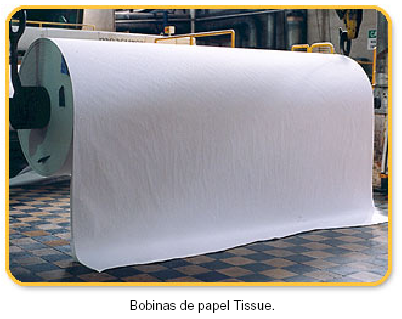 Bobinas de papel Tissue.